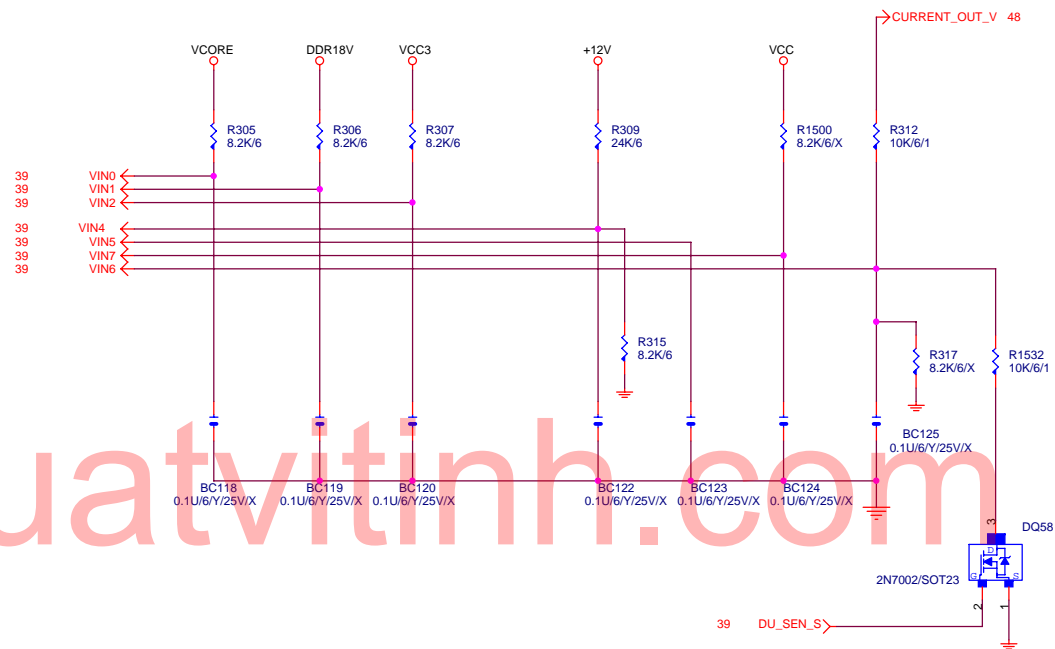 CURRENT_OUT_V 48
VCORE DDR18V VCC3 +12V VCC
R305 8.2K/6
R306 8.2K/6
R307 8.2K/6
R309 24K/6
R1500 8.2K/6/X
R312 10K/6/1
39 VIN0
39 VIN1
39 VIN2
39 VIN4
39 VIN5
39 VIN7
39 VIN6
R315 8.2K/6
R317 8.2K/6/X
R1532 10K/6/1
BC125 0.1U/6/Y/25V/X
BC118 0.1U/6/Y/25V/X
BC119 0.1U/6/Y/25V/X
BC120 0.1U/6/Y/25V/X
BC122 0.1U/6/Y/25V/X
BC123 0.1U/6/Y/25V/X
BC124 0.1U/6/Y/25V/X
uatvitinh.com
3 DQ58
D
G S
2N7002/SOT23
2 1
39 DU_SEN_S